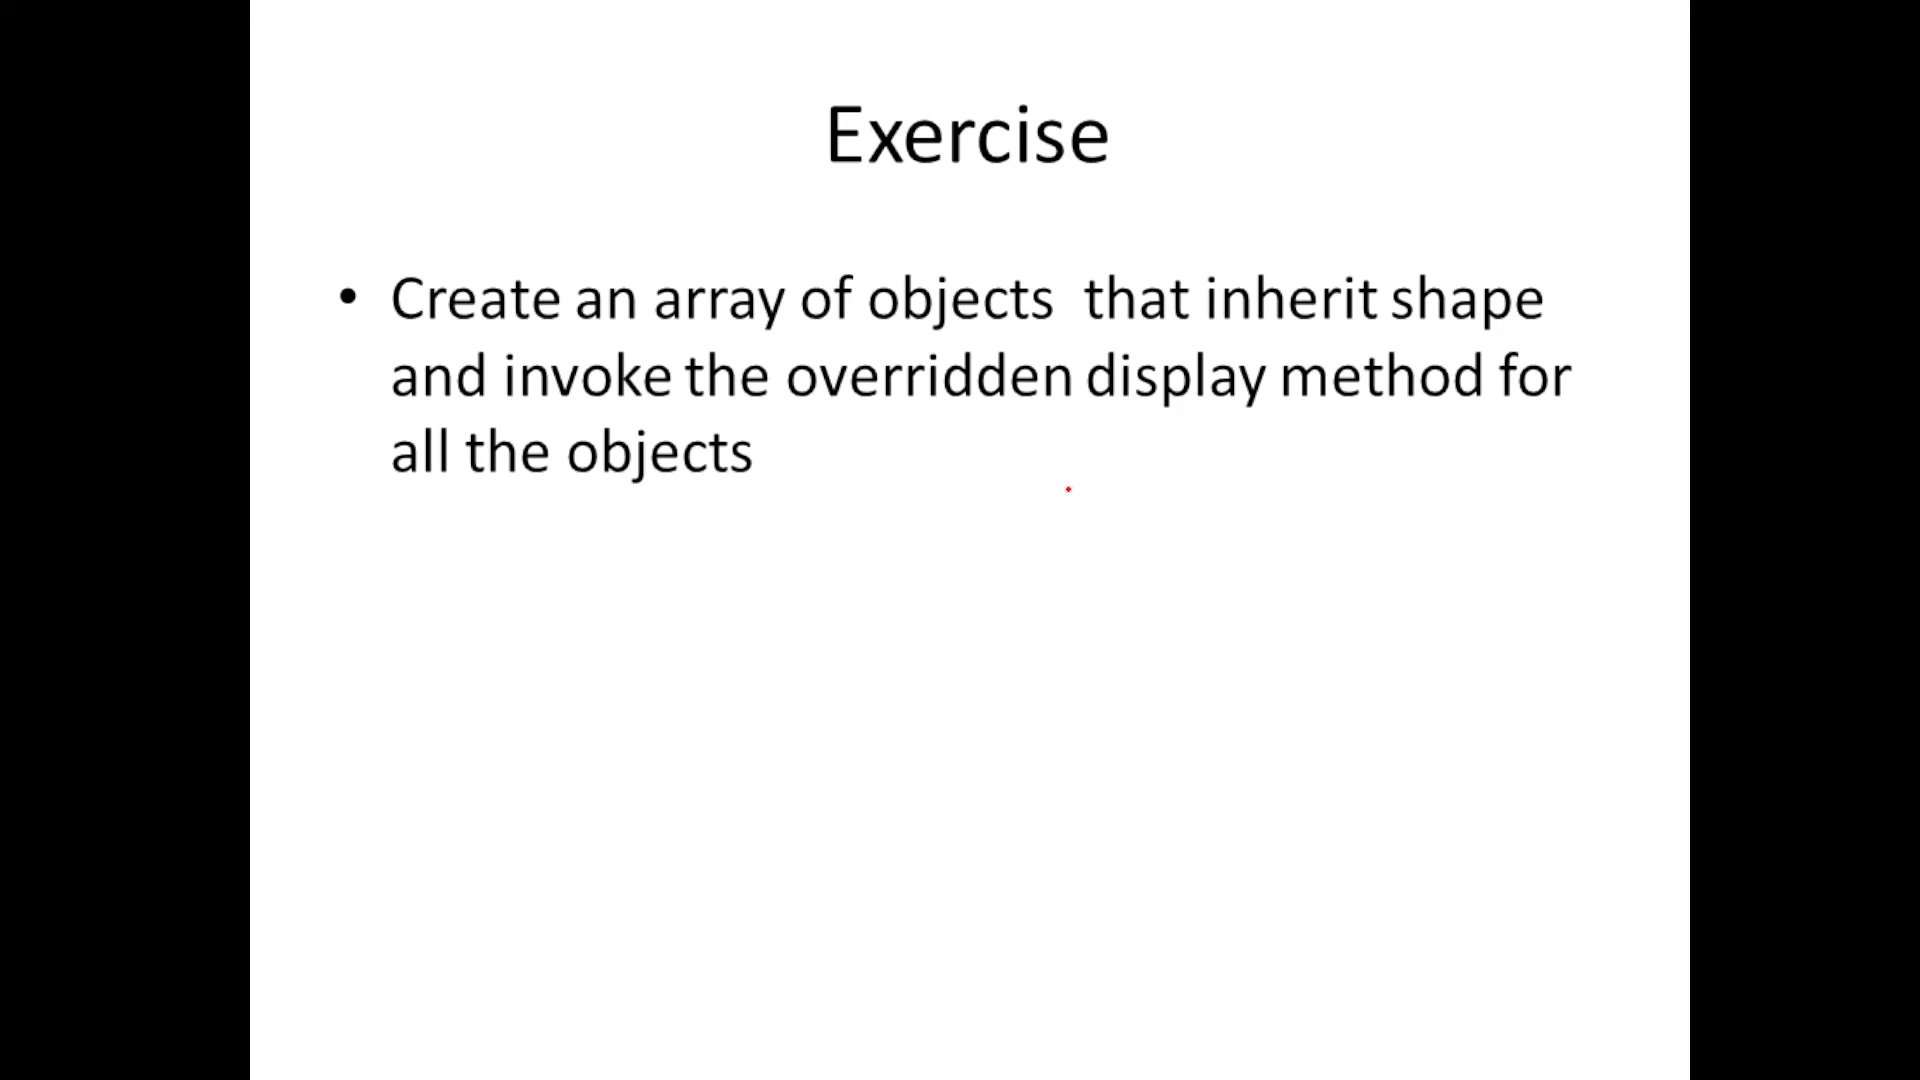 Exercise
• Create an array of objects  that inherit shape
and invoke the overridden display method for
all the objects